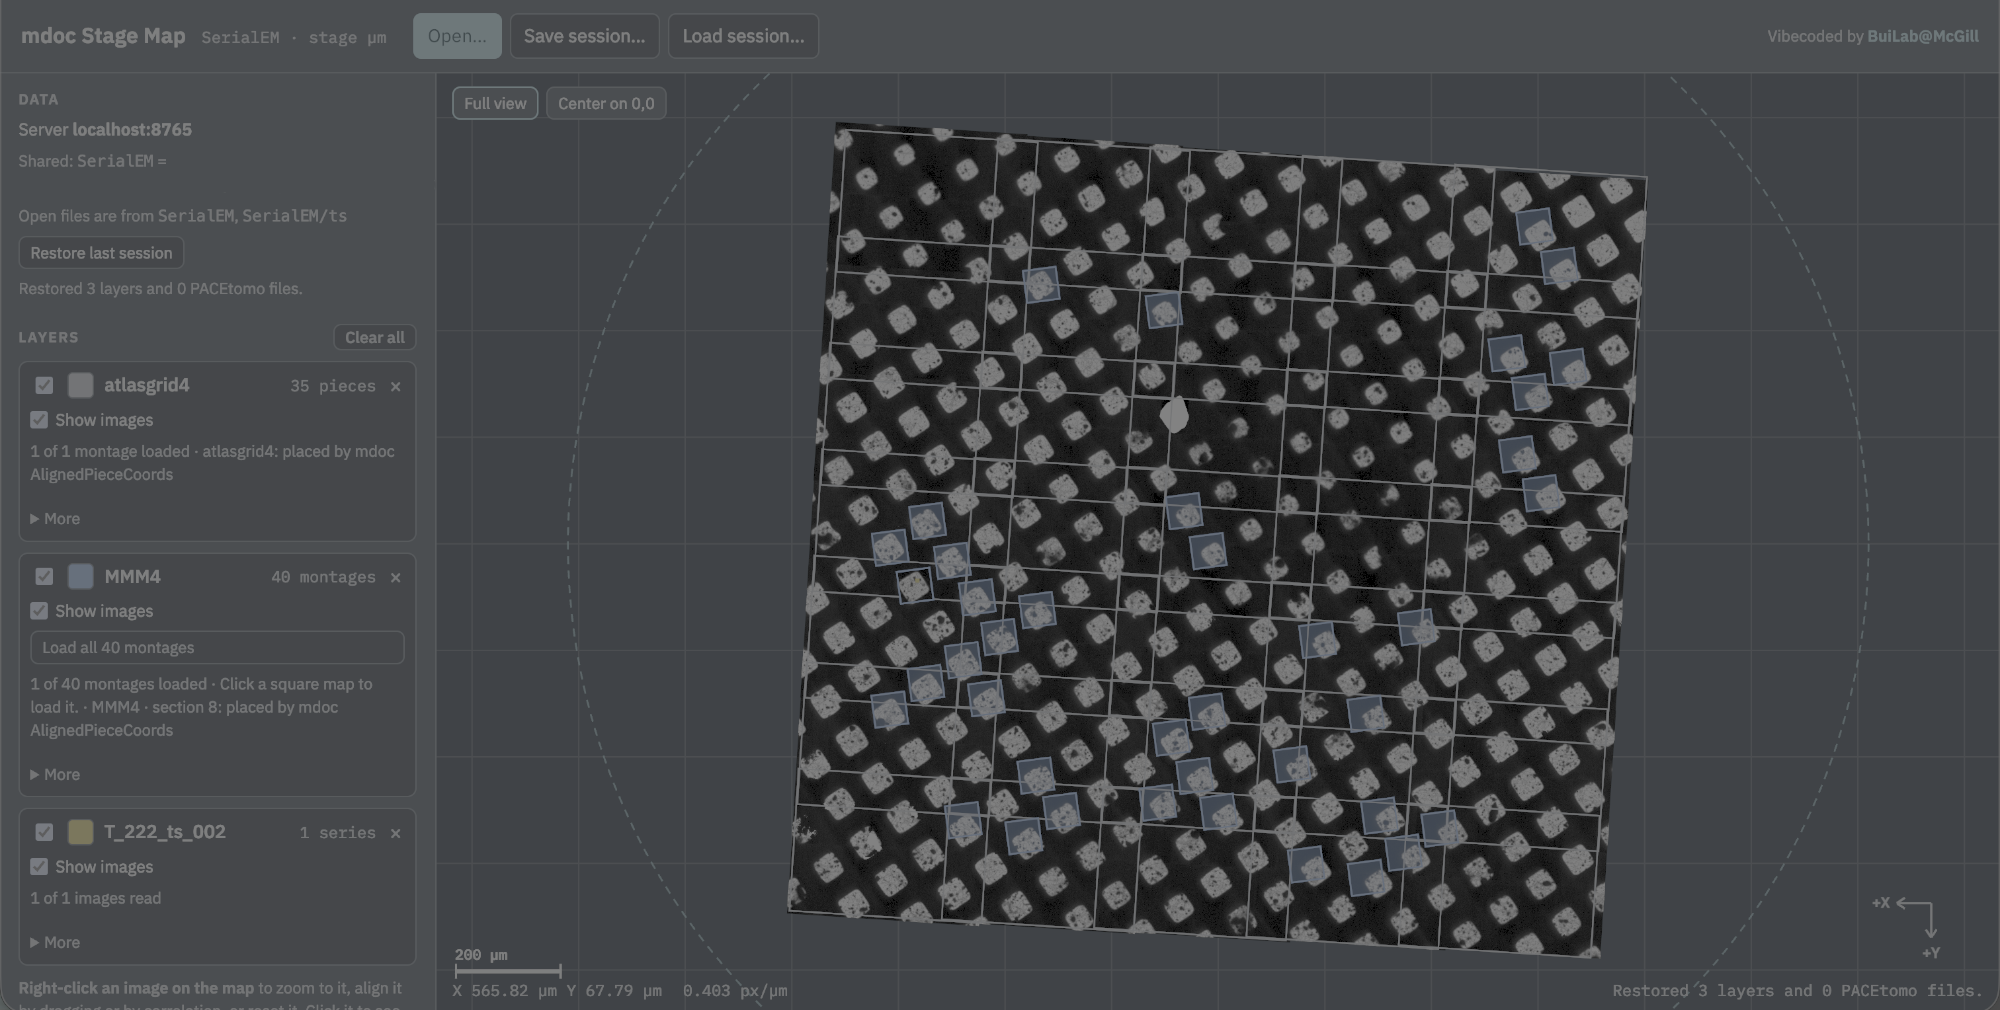 mdoc Stage Map SerialEM · stage µm Open... Save session... Load session... Vibecoded by BuiLab@McGill
DATA
Server localhost:8765
Shared: SerialEM =
Open files are from SerialEM, SerialEM/ts
Restore last session
Restored 3 layers and 0 PACEtomo files.
LAYERS Clear all
atlasgrid4 35 pieces ×
Show images
1 of 1 montage loaded · atlasgrid4: placed by mdoc
AlignedPieceCoords
▶ More
MMM4 40 montages ×
Show images
Load all 40 montages
1 of 40 montages loaded · Click a square map to
load it. · MMM4 · section 8: placed by mdoc
AlignedPieceCoords
▶ More
T_222_ts_002 1 series ×
Show images
1 of 1 images read
▶ More
Right-click an image on the map to zoom to it, align it
Full view Center on 0,0
+X
+Y
200 µm
X 565.82 µm Y 67.79 µm 0.403 px/µm
Restored 3 layers and 0 PACEtomo files.